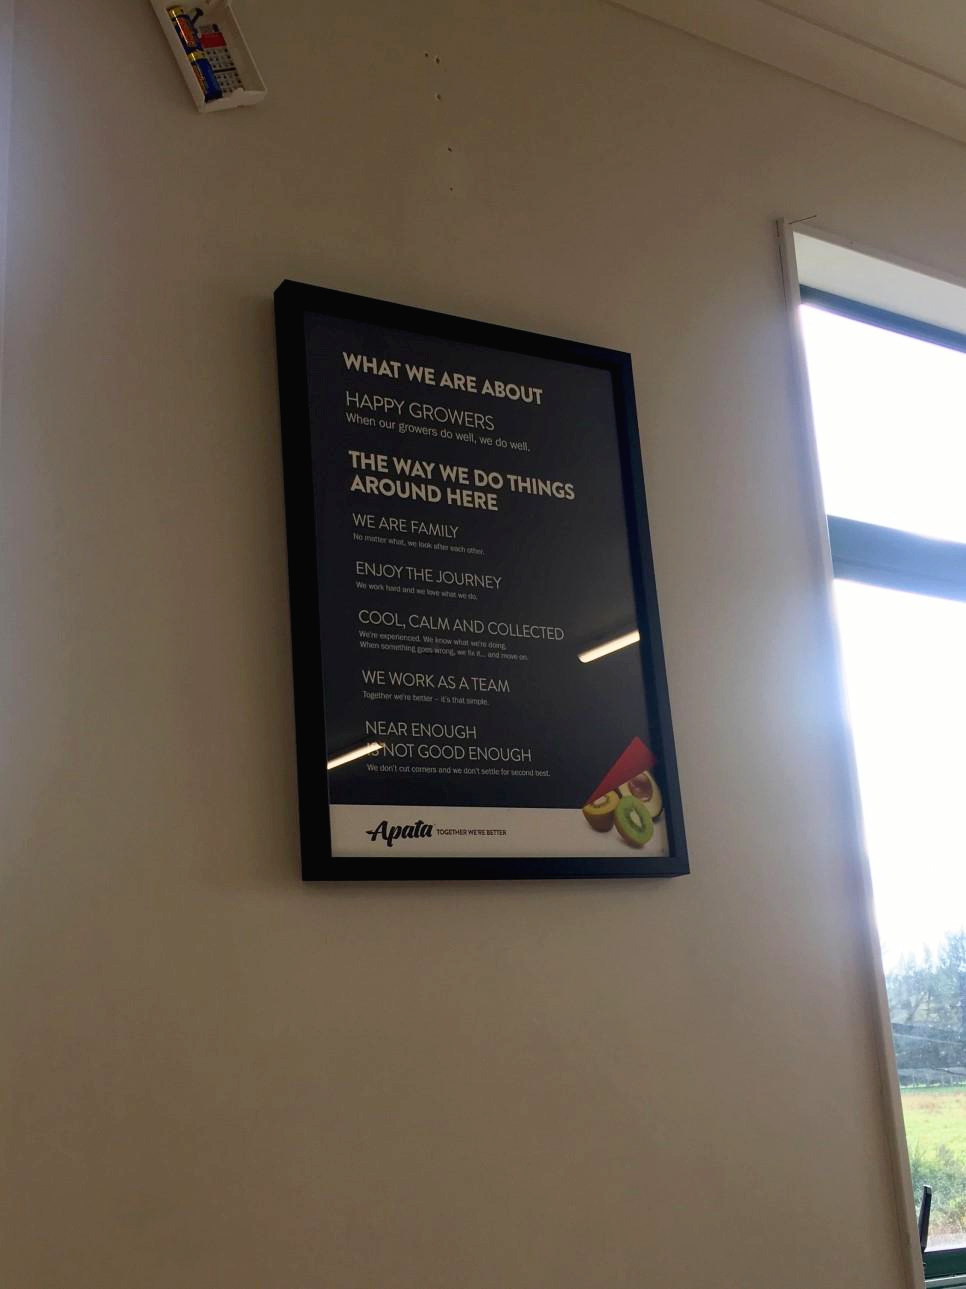 WHAT WE ARE ABOUT
HAPPY GROWERS
When our growers do well, we do well.
THE WAY WE DO THINGS
AROUND HERE
WE ARE FAMILY
No matter what, we look after each other.
ENJOY THE JOURNEY
We work hard and we love what we do.
COOL, CALM AND COLLECTED
We're experienced. We know what we're doing.
When something goes wrong, we fix it... and move on.
WE WORK AS A TEAM
Together we're better – it's that simple.
NEAR ENOUGH
IS NOT GOOD ENOUGH
We don't cut corners and we don't settle for second best.
Apata TOGETHER WE'RE BETTER